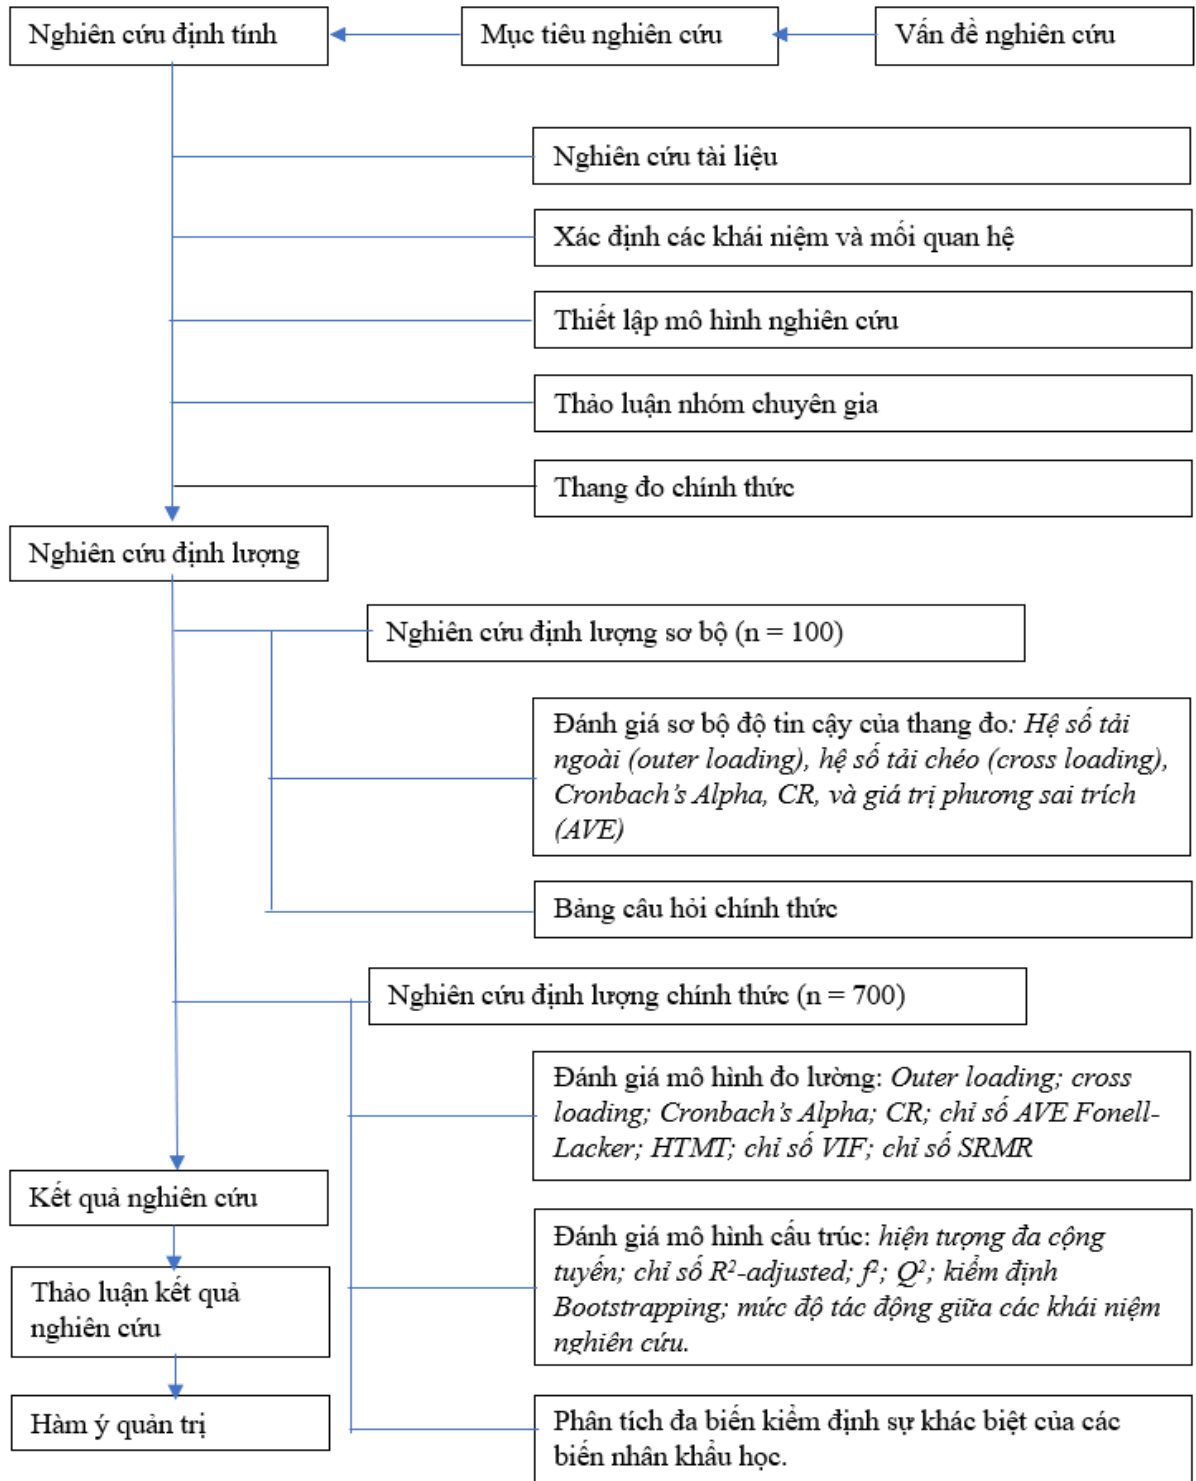 Nghiên cứu định tính
Mục tiêu nghiên cứu
Vấn đề nghiên cứu
Nghiên cứu tài liệu
Xác định các khái niệm và mối quan hệ
Thiết lập mô hình nghiên cứu
Thảo luận nhóm chuyên gia
Thang đo chính thức
Nghiên cứu định lượng
Nghiên cứu định lượng sơ bộ (n = 100)
Đánh giá sơ bộ độ tin cậy của thang đo: Hệ số tải
ngoài (outer loading), hệ số tải chéo (cross loading),
Cronbach’s Alpha, CR, và giá trị phương sai trích
(AVE)
Bảng câu hỏi chính thức
Nghiên cứu định lượng chính thức (n = 700)
Đánh giá mô hình đo lường: Outer loading; cross
loading; Cronbach’s Alpha; CR; chỉ số AVE Fonell-
Lacker; HTMT; chỉ số VIF; chỉ số SRMR
Kết quả nghiên cứu
Đánh giá mô hình cấu trúc: hiện tượng đa cộng
tuyến; chỉ số R²-adjusted; f²; Q²; kiểm định
Bootstrapping; mức độ tác động giữa các khái niệm
nghiên cứu.
Thảo luận kết quả
nghiên cứu
Hàm ý quản trị
Phân tích đa biến kiểm định sự khác biệt của các
biến nhân khẩu học.